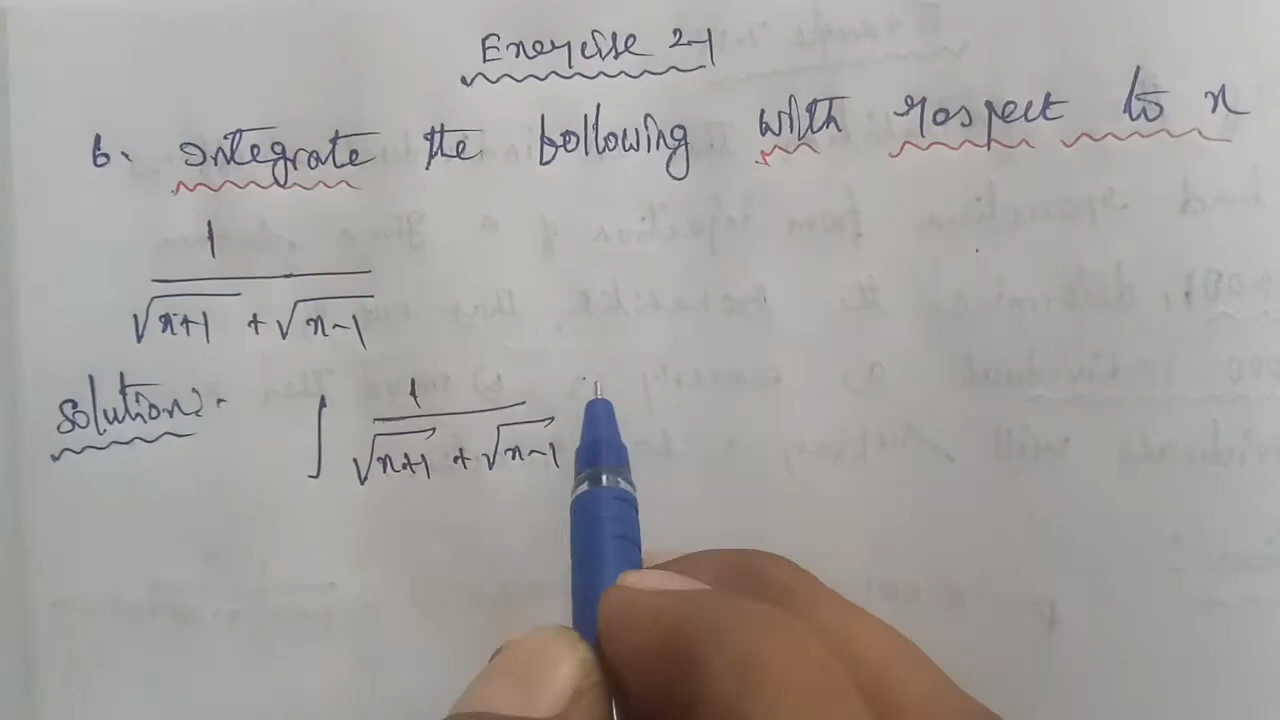 Exercise 2.1
6. Integrate the following with respect to x
1
√x+1 + √x-1
Solution:-
∫ 1
√x+1 + √x-1